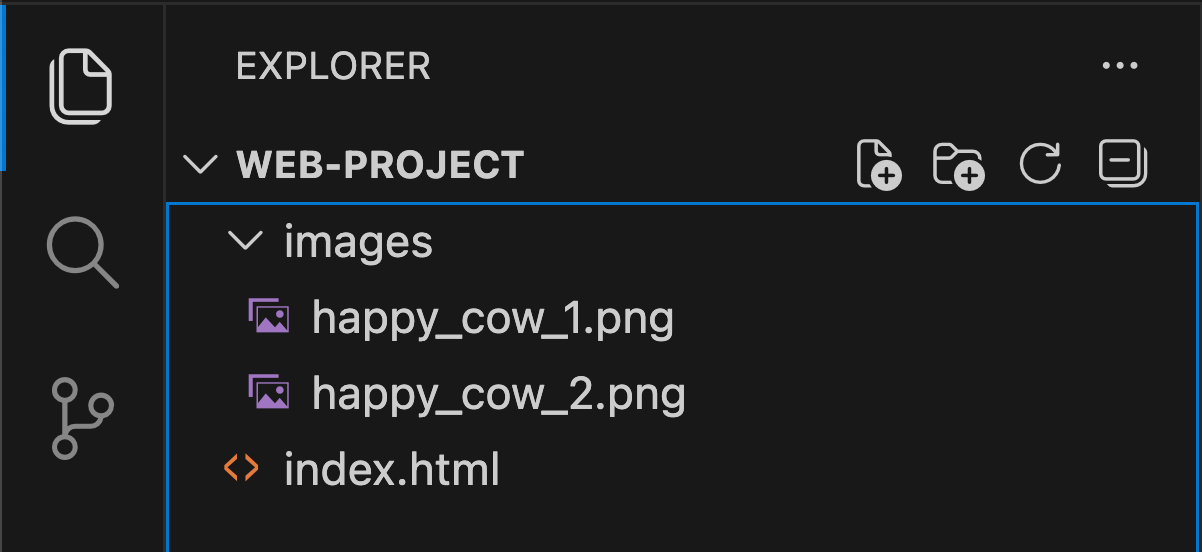 EXPLORER
WEB-PROJECT
images
happy_cow_1.png
happy_cow_2.png
index.html